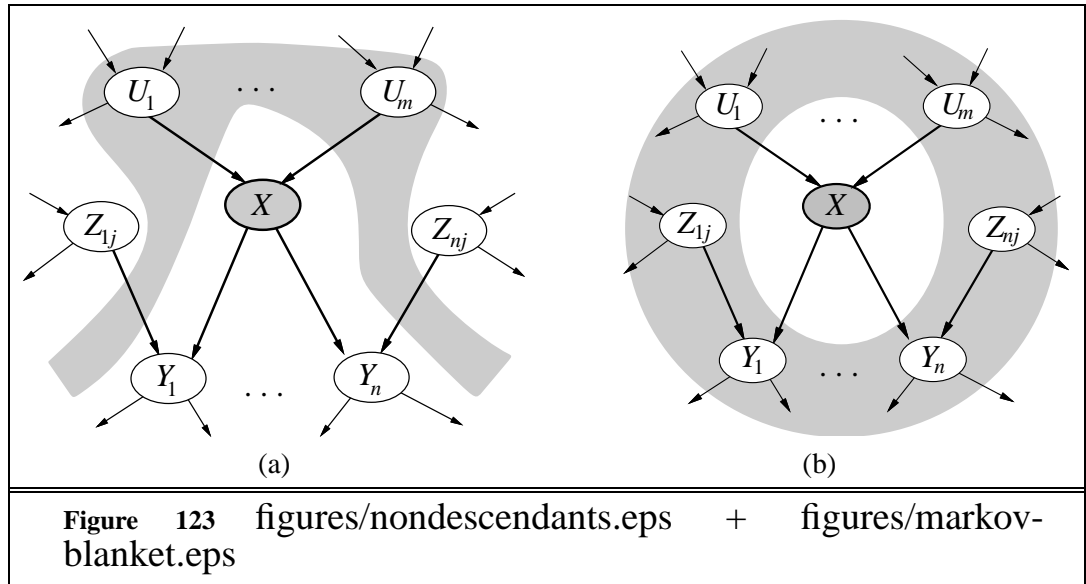 U1 . . . Um
X
Z1j Znj
Y1 . . . Yn
(a)
U1 . . . Um
X
Z1j Znj
Y1 . . . Yn
(b)
Figure 123 figures/nondescendants.eps + figures/markov-
blanket.eps